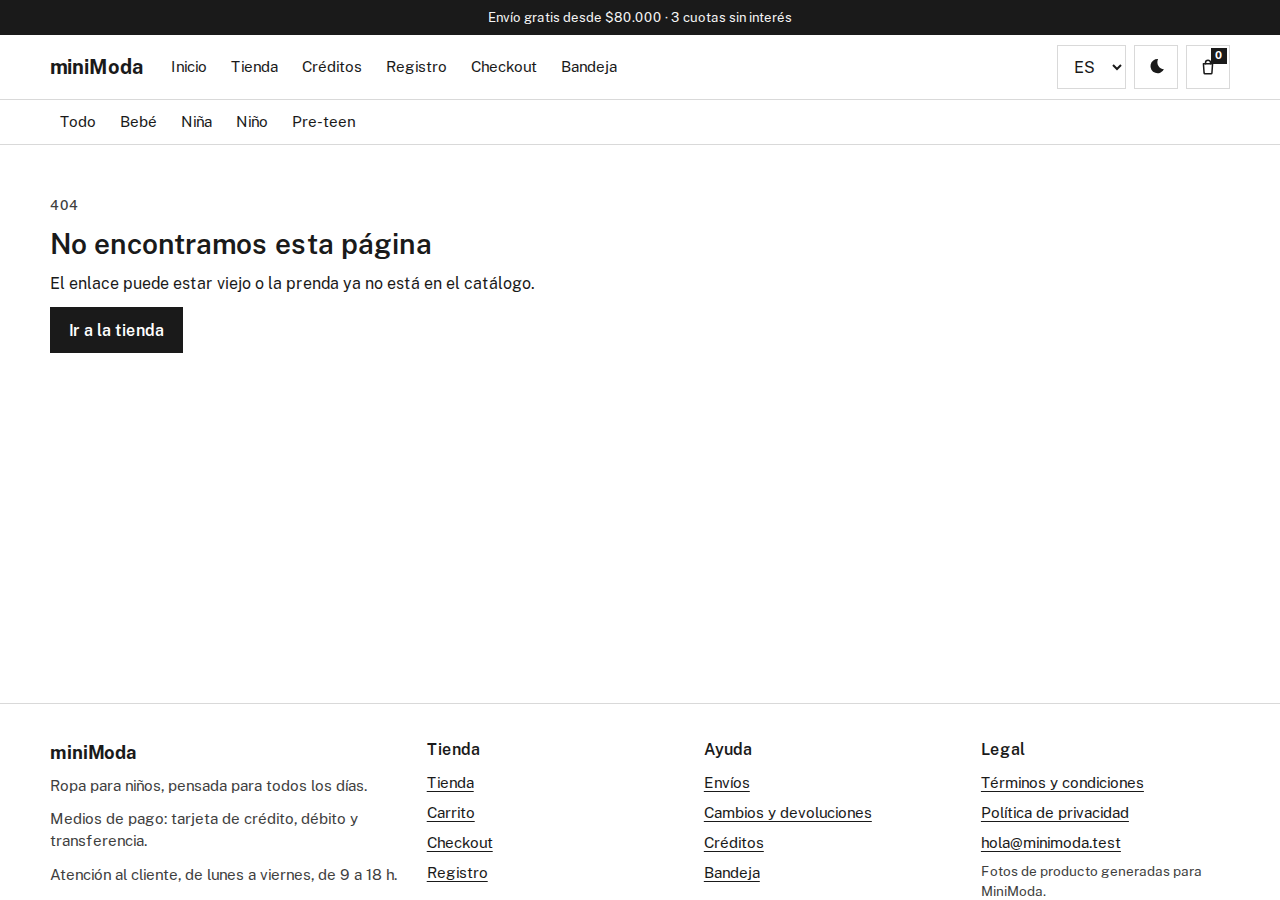 Envío gratis desde $80.000 · 3 cuotas sin interés
miniModa Inicio Tienda Créditos Registro Checkout Bandeja ES 0
Todo Bebé Niña Niño Pre-teen
404
No encontramos esta página
El enlace puede estar viejo o la prenda ya no está en el catálogo.
Ir a la tienda
miniModa
Ropa para niños, pensada para todos los días.
Medios de pago: tarjeta de crédito, débito y
transferencia.
Atención al cliente, de lunes a viernes, de 9 a 18 h.
Tienda
Tienda
Carrito
Checkout
Registro
Ayuda
Envíos
Cambios y devoluciones
Créditos
Bandeja
Legal
Términos y condiciones
Política de privacidad
hola@minimoda.test
Fotos de producto generadas para
MiniModa.